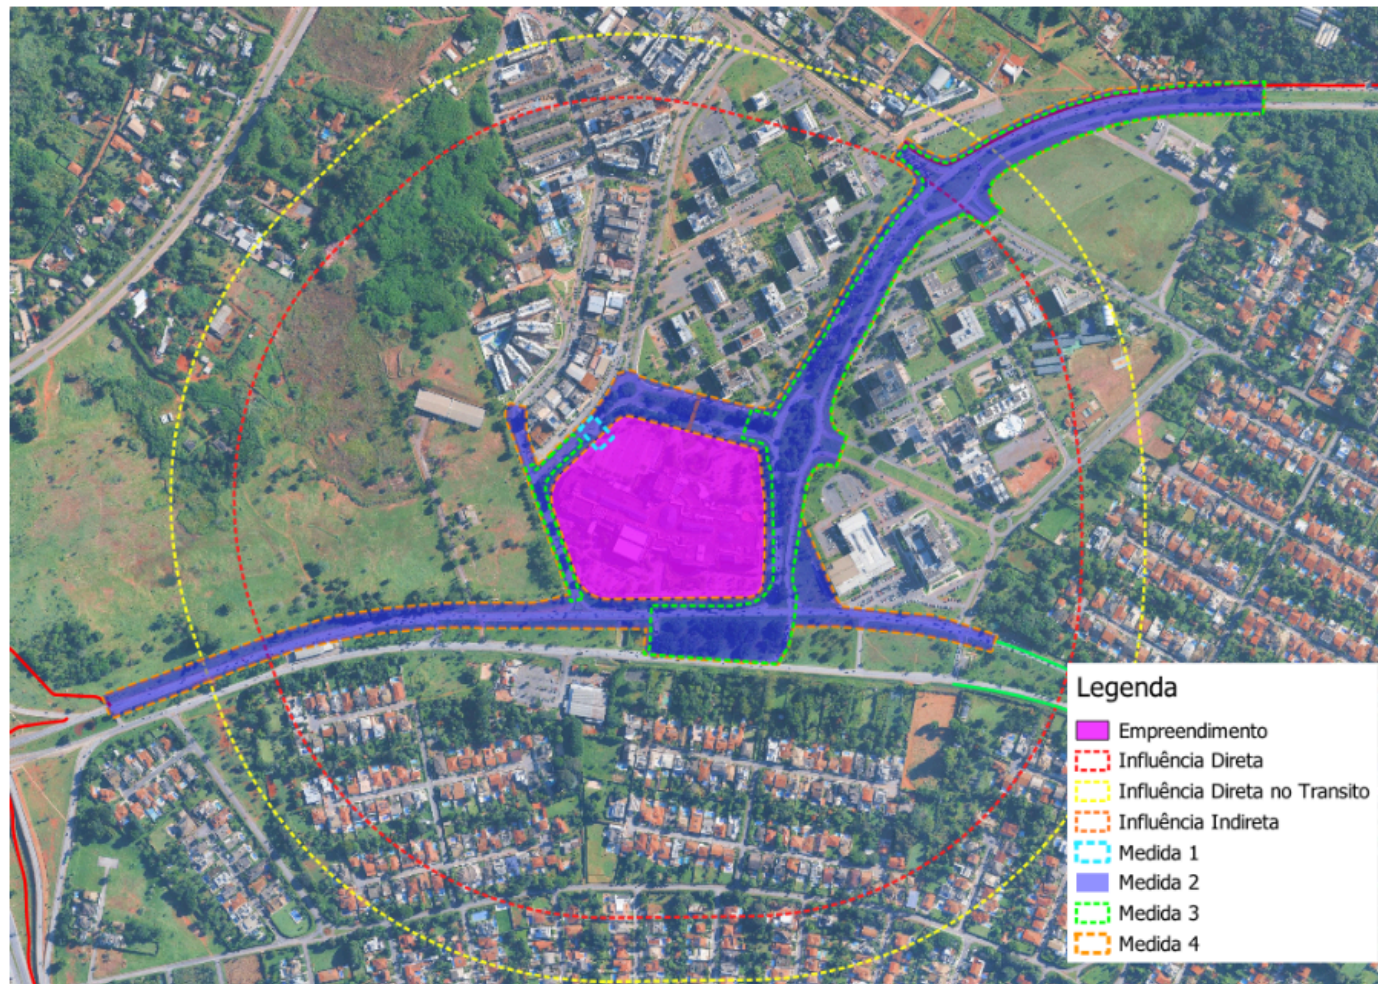 Legenda
Empreendimento
Influência Direta
Influência Direta no Transito
Influência Indireta
Medida 1
Medida 2
Medida 3
Medida 4